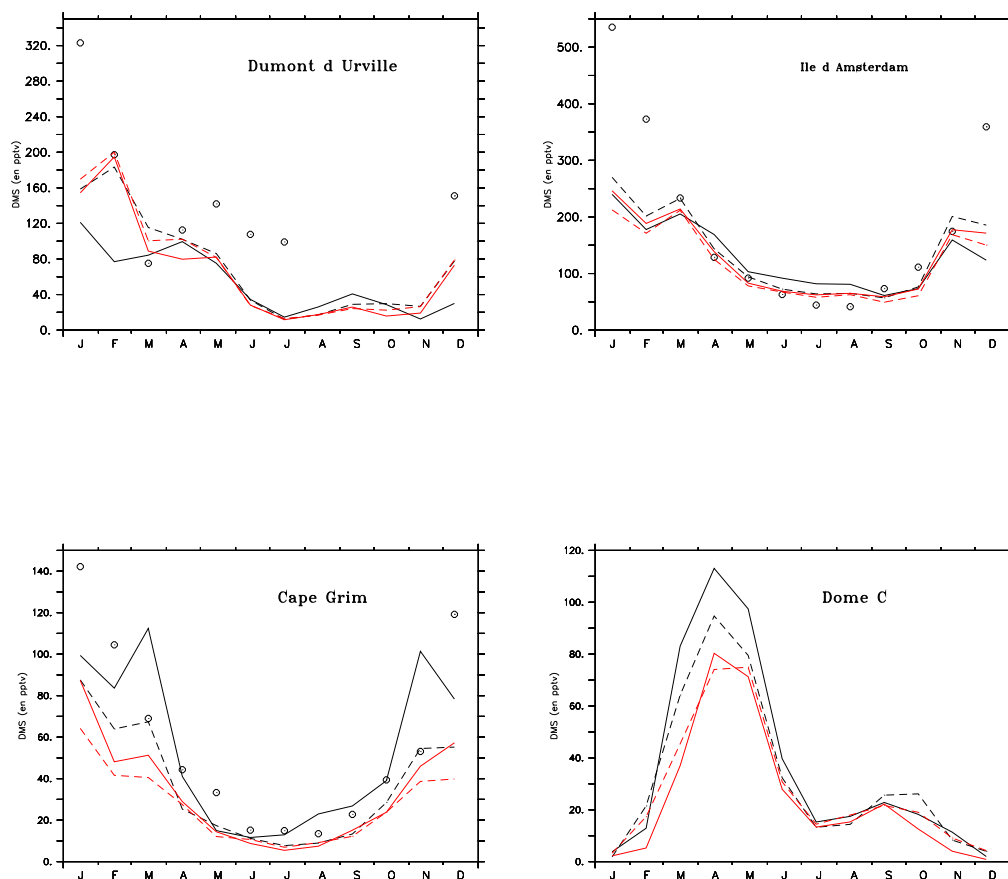 Dumont d Urville
DMS (en pptv)
320.
280.
240.
200.
160.
120.
80.
40.
0.
J F M A M J J A S O N D
Ile d Amsterdam
DMS (en pptv)
500.
400.
300.
200.
100.
0.
J F M A M J J A S O N D
Cape Grim
DMS (en pptv)
140.
120.
100.
80.
60.
40.
20.
0.
J F M A M J J A S O N D
Dome C
DMS (en pptv)
120.
100.
80.
60.
40.
20.
0.
J F M A M J J A S O N D